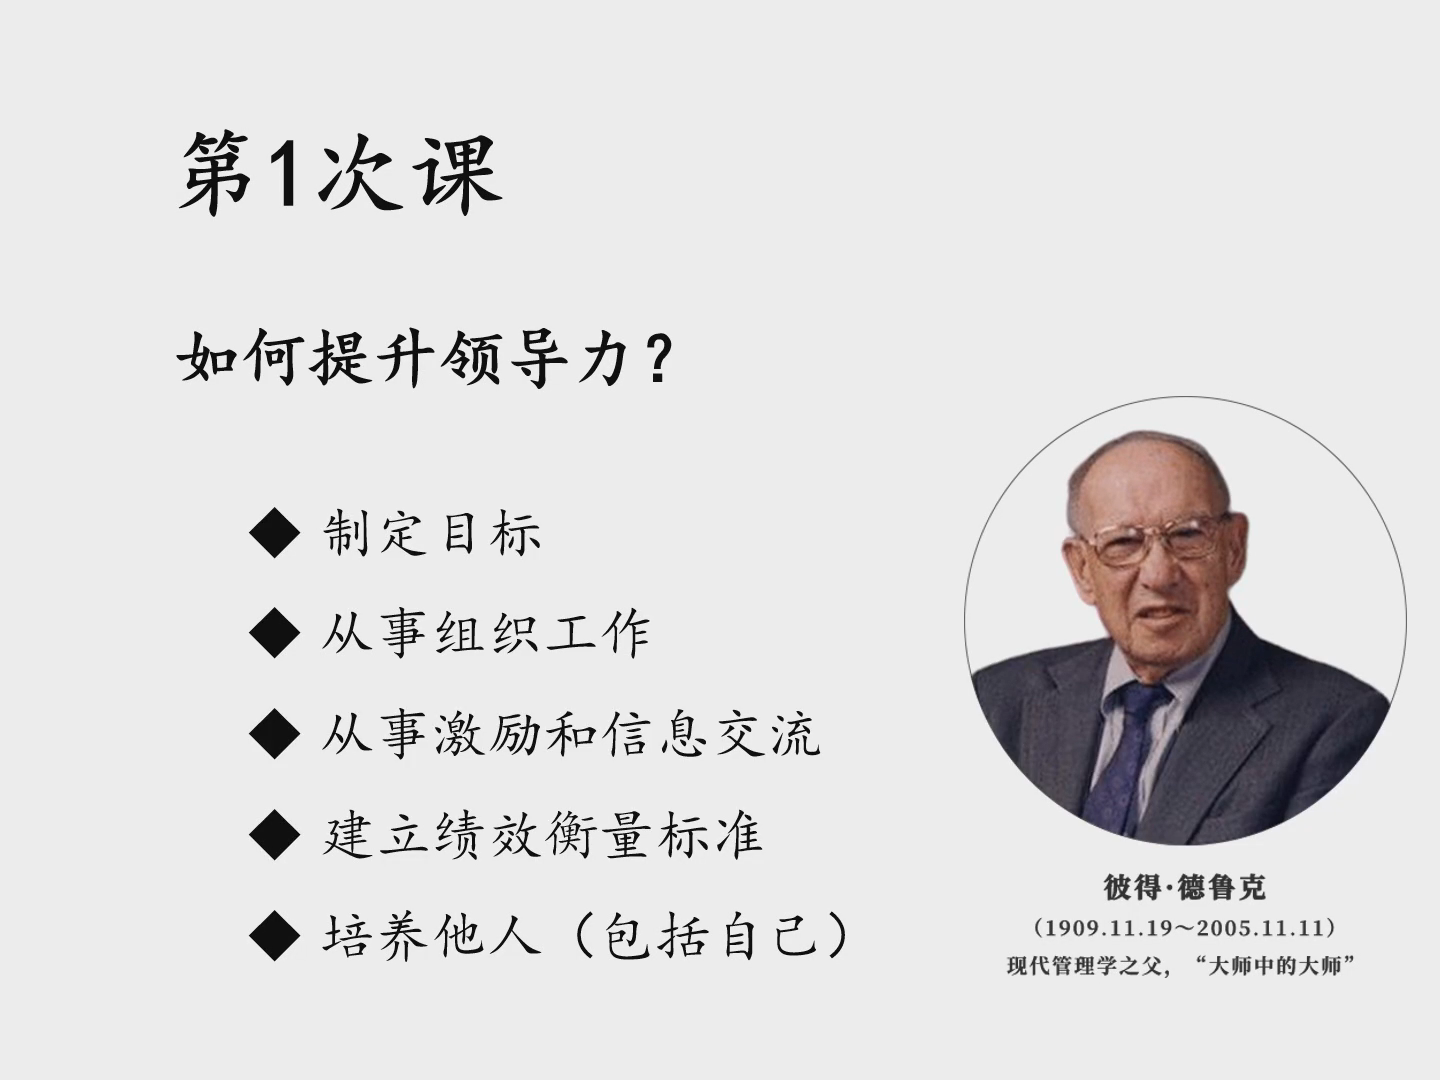 第1次课
如何提升领导力？
◆ 制定目标
◆ 从事组织工作
◆ 从事激励和信息交流
◆ 建立绩效衡量标准
◆ 培养他人（包括自己）
彼得·德鲁克
（1909.11.19～2005.11.11）
现代管理学之父，“大师中的大师”